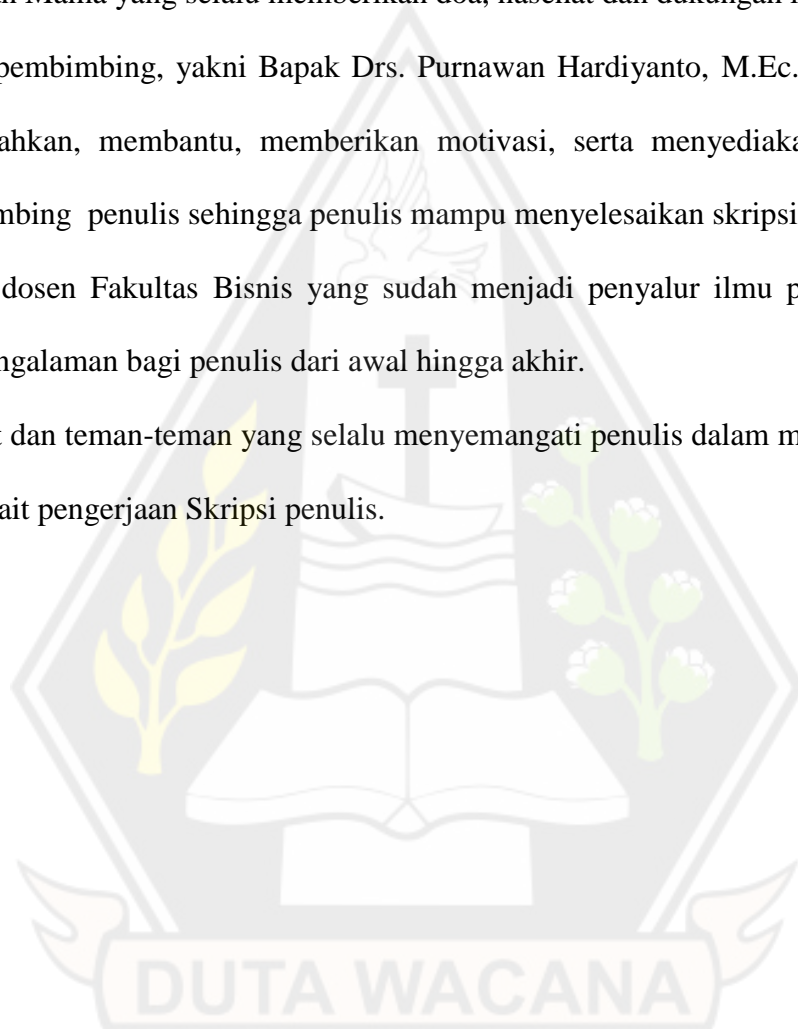 Mama yang selalu memberikan doa, nasehat dan dukungan
pembimbing, yakni Bapak Drs. Purnawan Hardiyanto, M.Ec.
ahkan, membantu, memberikan motivasi, serta menyediaka
mbing penulis sehingga penulis mampu menyelesaikan skripsi
dosen Fakultas Bisnis yang sudah menjadi penyalur ilmu p
ngalaman bagi penulis dari awal hingga akhir.
t dan teman-teman yang selalu menyemangati penulis dalam m
ait pengerjaan Skripsi penulis.
DUTA WACANA